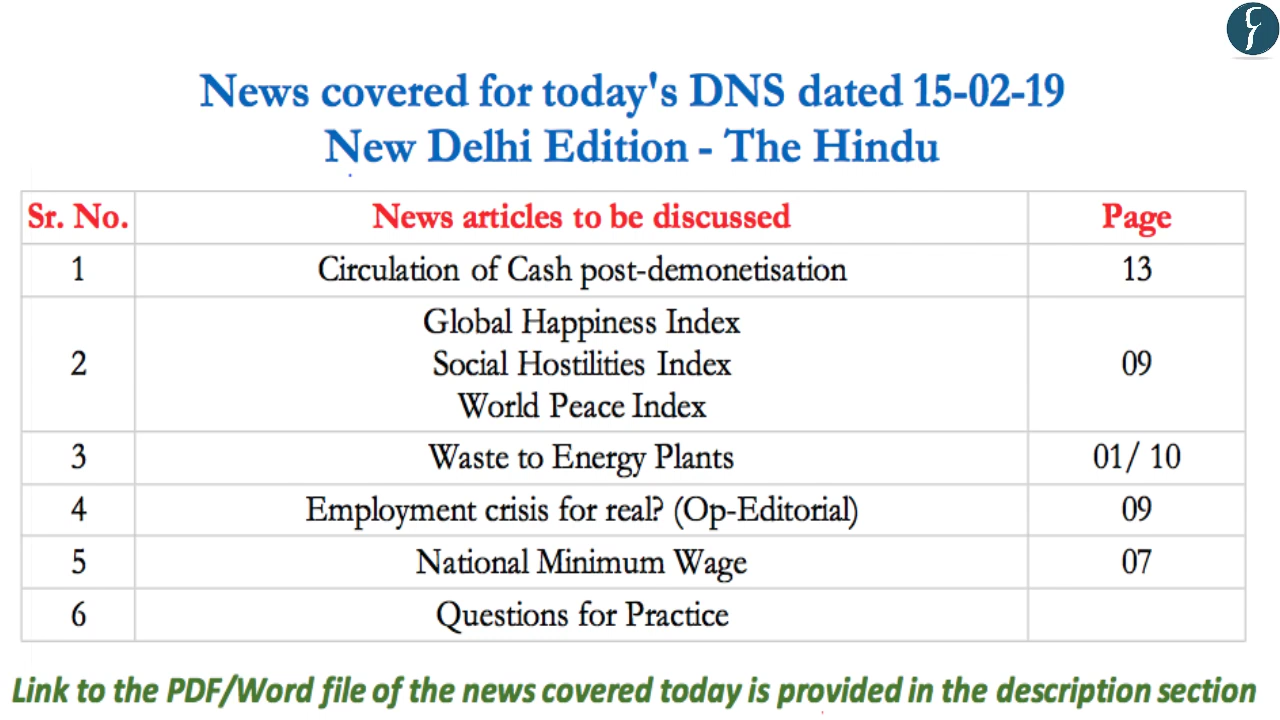 News covered for today's DNS dated 15-02-19
New Delhi Edition - The Hindu
Sr. No. News articles to be discussed Page
1 Circulation of Cash post-demonetisation 13
Global Happiness Index
2 Social Hostilities Index 09
World Peace Index
3 Waste to Energy Plants 01/ 10
4 Employment crisis for real? (Op-Editorial) 09
5 National Minimum Wage 07
6 Questions for Practice
Link to the PDF/Word file of the news covered today is provided in the description section